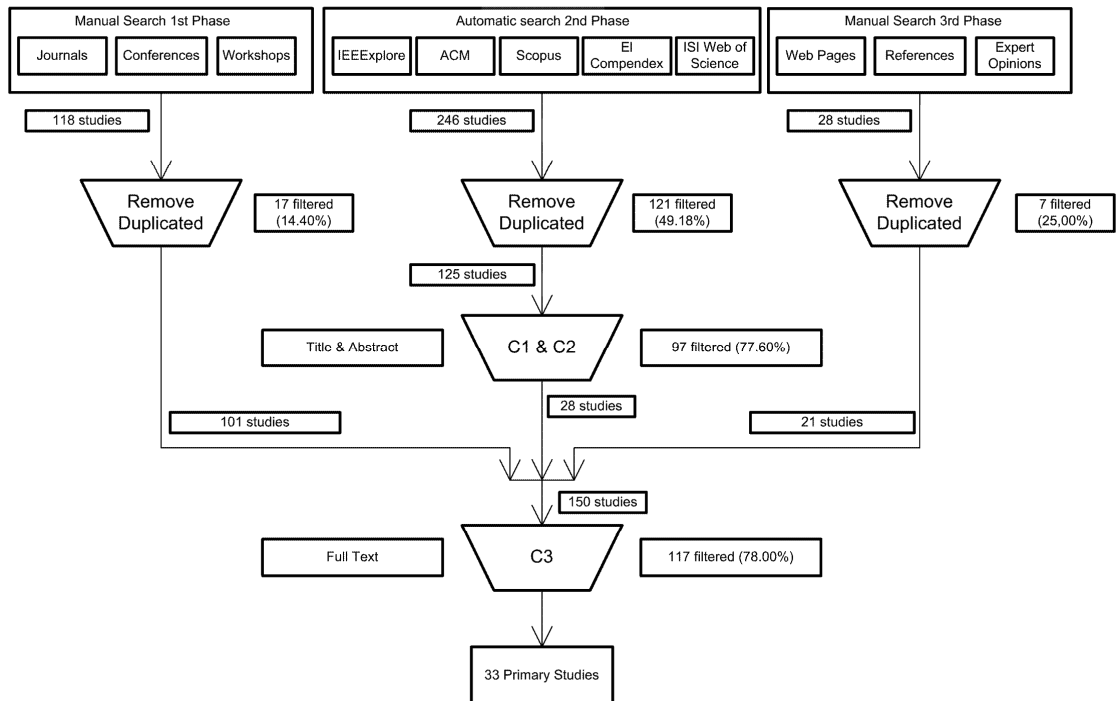 Manual Search 1st Phase
Journals
Conferences
Workshops
Automatic search 2nd Phase
IEEExplore
ACM
Scopus
EI
Compendex
ISI Web of
Science
Manual Search 3rd Phase
Web Pages
References
Expert
Opinions
118 studies
246 studies
28 studies
Remove
Duplicated
17 filtered
(14.40%)
Remove
Duplicated
121 filtered
(49.18%)
Remove
Duplicated
7 filtered
(25,00%)
125 studies
Title & Abstract
C1 & C2
97 filtered (77.60%)
28 studies
101 studies
21 studies
150 studies
Full Text
C3
117 filtered (78.00%)
33 Primary Studies